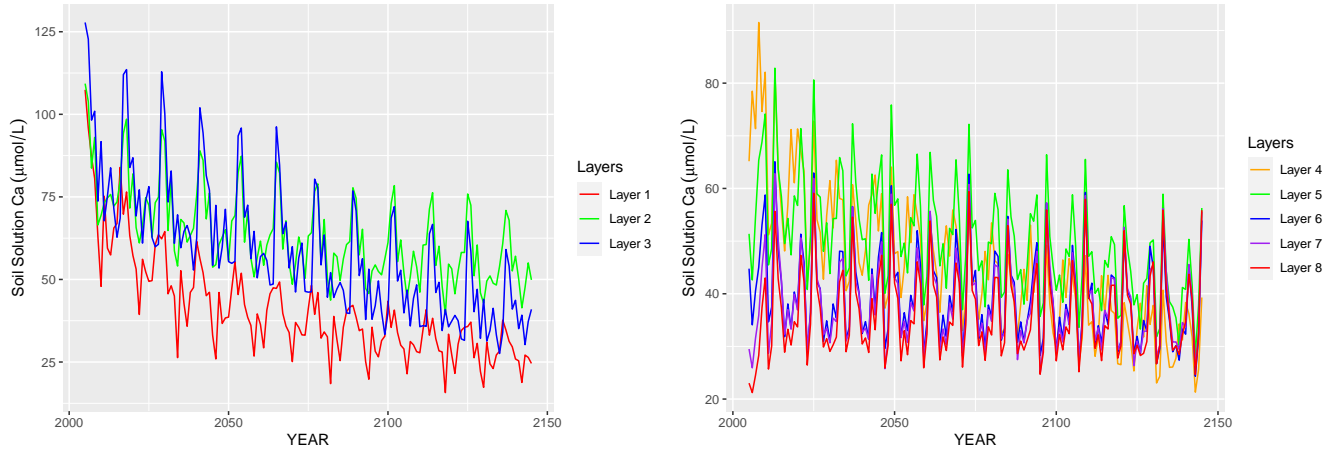 Soil Solution Ca (μmol/L)
125
100
75
50
25
2000
2050
2100
2150
YEAR
Layers
Layer 1
Layer 2
Layer 3
Soil Solution Ca (μmol/L)
80
60
40
20
2000
2050
2100
2150
YEAR
Layers
Layer 4
Layer 5
Layer 6
Layer 7
Layer 8